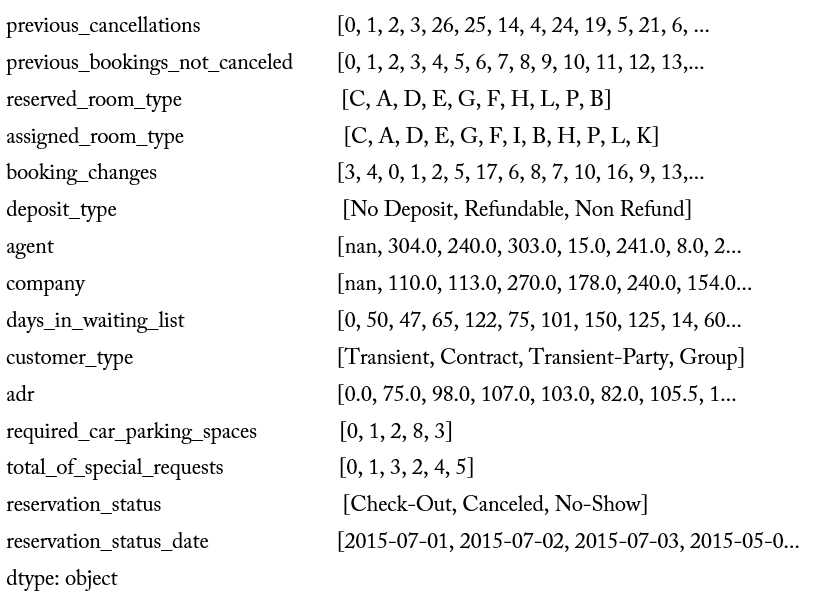 previous_cancellations [0, 1, 2, 3, 26, 25, 14, 4, 24, 19, 5, 21, 6, ...
previous_bookings_not_canceled [0, 1, 2, 3, 4, 5, 6, 7, 8, 9, 10, 11, 12, 13,...
reserved_room_type [C, A, D, E, G, F, H, L, P, B]
assigned_room_type [C, A, D, E, G, F, I, B, H, P, L, K]
booking_changes [3, 4, 0, 1, 2, 5, 17, 6, 8, 7, 10, 16, 9, 13,...
deposit_type [No Deposit, Refundable, Non Refund]
agent [nan, 304.0, 240.0, 303.0, 15.0, 241.0, 8.0, 2...
company [nan, 110.0, 113.0, 270.0, 178.0, 240.0, 154.0...
days_in_waiting_list [0, 50, 47, 65, 122, 75, 101, 150, 125, 14, 60...
customer_type [Transient, Contract, Transient-Party, Group]
adr [0.0, 75.0, 98.0, 107.0, 103.0, 82.0, 105.5, 1...
required_car_parking_spaces [0, 1, 2, 8, 3]
total_of_special_requests [0, 1, 3, 2, 4, 5]
reservation_status [Check-Out, Canceled, No-Show]
reservation_status_date [2015-07-01, 2015-07-02, 2015-07-03, 2015-05-0...
dtype: object